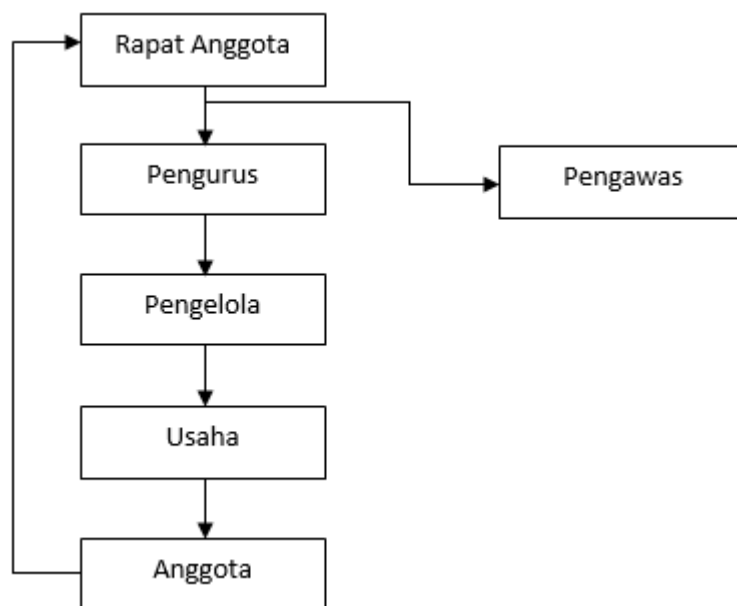 Rapat Anggota
Pengurus
Pengawas
Pengelola
Usaha
Anggota